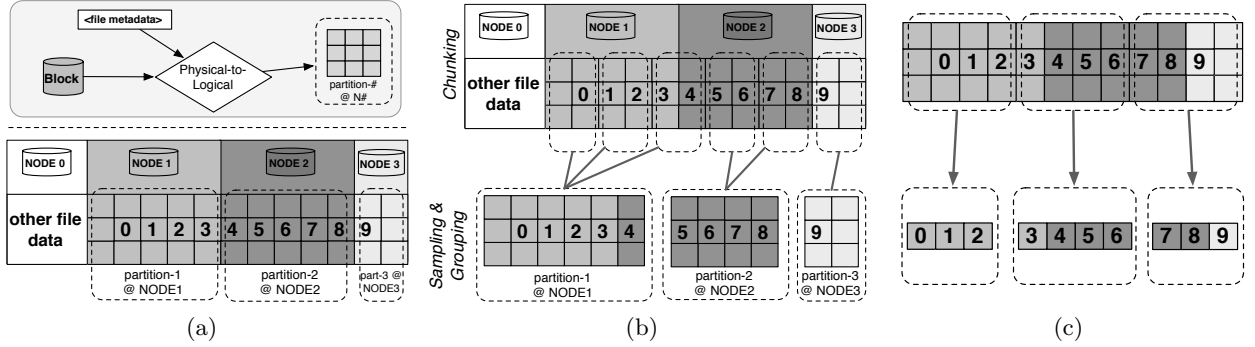 <file metadata>
Block
Physical-to-
Logical
partition-#
@ N#
NODE 0
NODE 1
NODE 2
NODE 3
other file
data
0 1 2 3 4 5 6 7 8 9
partition-1
@ NODE1
partition-2
@ NODE2
part-3 @
NODE3
(a)
Chunking
NODE 0
NODE 1
NODE 2
NODE 3
other file
data
0 1 2 3 4 5 6 7 8 9
Sampling &
Grouping
0 1 2 3 4
5 6 7 8
9
partition-1
@ NODE1
partition-2
@ NODE2
partition-3
@ NODE3
(b)
0 1 2 3 4 5 6 7 8 9
0 1 2
3 4 5 6
7 8 9
(c)